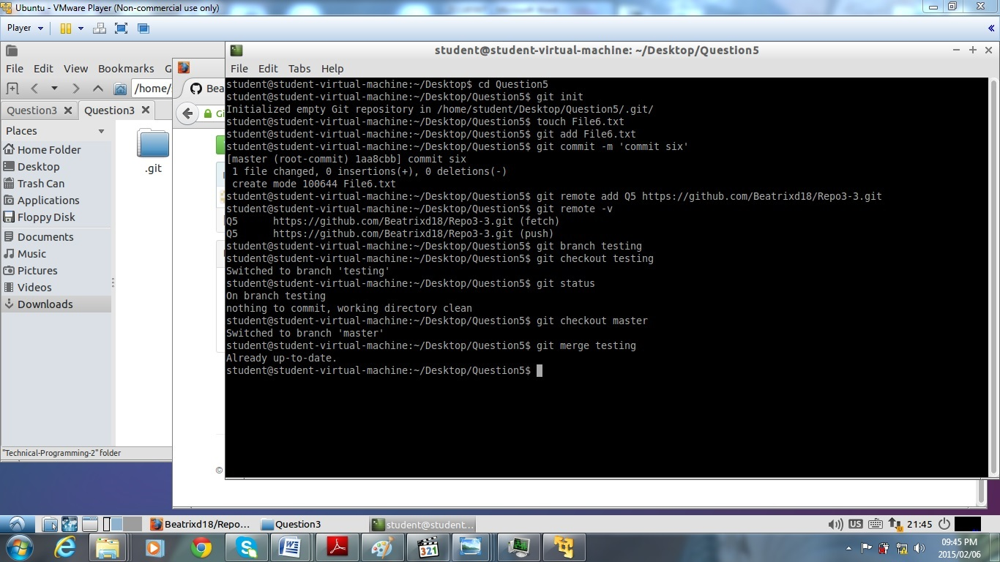 Ubuntu - VMware Player (Non-commercial use only)
Player
File Edit View Bookmarks G
/home/
Question3
Question3
Places
Home Folder
Desktop
Trash Can
Applications
Floppy Disk
Documents
Music
Pictures
Videos
Downloads
.git
"Technical-Programming-2" folder
Bea
Gi
©
student@student-virtual-machine: ~/Desktop/Question5
File Edit Tabs Help
student@student-virtual-machine:~/Desktop$ cd Question5
student@student-virtual-machine:~/Desktop/Question5$ git init
Initialized empty Git repository in /home/student/Desktop/Question5/.git/
student@student-virtual-machine:~/Desktop/Question5$ touch File6.txt
student@student-virtual-machine:~/Desktop/Question5$ git add File6.txt
student@student-virtual-machine:~/Desktop/Question5$ git commit -m 'commit six'
[master (root-commit) 1aa8cbb] commit six
1 file changed, 0 insertions(+), 0 deletions(-)
create mode 100644 File6.txt
student@student-virtual-machine:~/Desktop/Question5$ git remote add Q5 https://github.com/Beatrixd18/Repo3-3.git
student@student-virtual-machine:~/Desktop/Question5$ git remote -v
Q5 https://github.com/Beatrixd18/Repo3-3.git (fetch)
Q5 https://github.com/Beatrixd18/Repo3-3.git (push)
student@student-virtual-machine:~/Desktop/Question5$ git branch testing
student@student-virtual-machine:~/Desktop/Question5$ git checkout testing
Switched to branch 'testing'
student@student-virtual-machine:~/Desktop/Question5$ git status
On branch testing
nothing to commit, working directory clean
student@student-virtual-machine:~/Desktop/Question5$ git checkout master
Switched to branch 'master'
student@student-virtual-machine:~/Desktop/Question5$ git merge testing
Already up-to-date.
student@student-virtual-machine:~/Desktop/Question5$
Beatrixd18/Repo...
Question3
student@student...
US
21:45
321
09:45 PM
2015/02/06